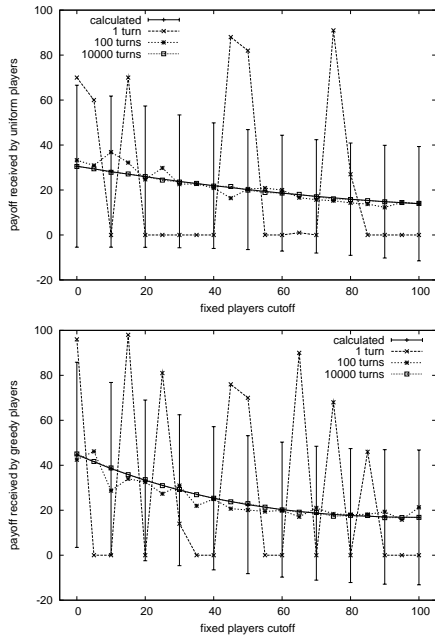 100
80
60
40
20
0
-20
0 20 40 60 80 100
payoff received by uniform players
fixed players cutoff
calculated
1 turn
100 turns
10000 turns
100
80
60
40
20
0
-20
0 20 40 60 80 100
payoff received by greedy players
fixed players cutoff
calculated
1 turn
100 turns
10000 turns